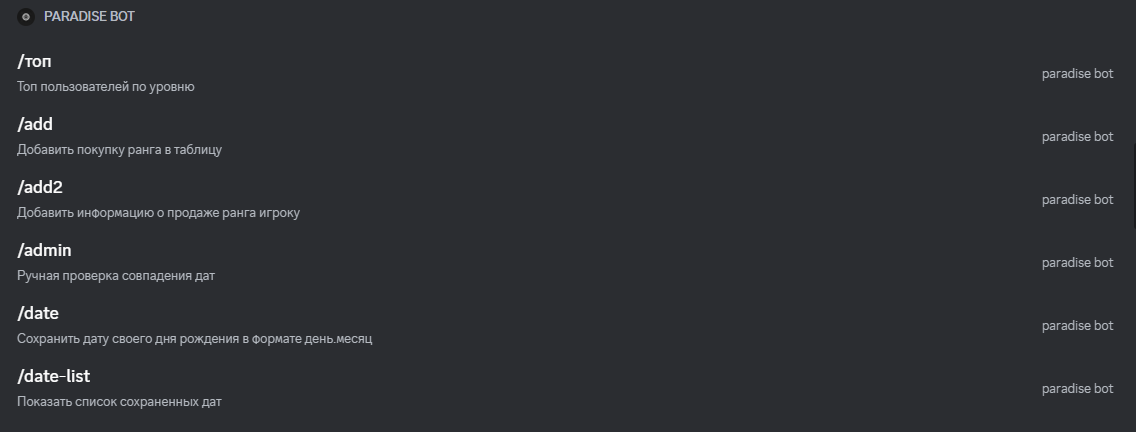 PARADISE BOT
/топ
Топ пользователей по уровню
paradise bot
/add
Добавить покупку ранга в таблицу
paradise bot
/add2
Добавить информацию о продаже ранга игроку
paradise bot
/admin
Ручная проверка совпадения дат
paradise bot
/date
Сохранить дату своего дня рождения в формате день.месяц
paradise bot
/date-list
Показать список сохраненных дат
paradise bot